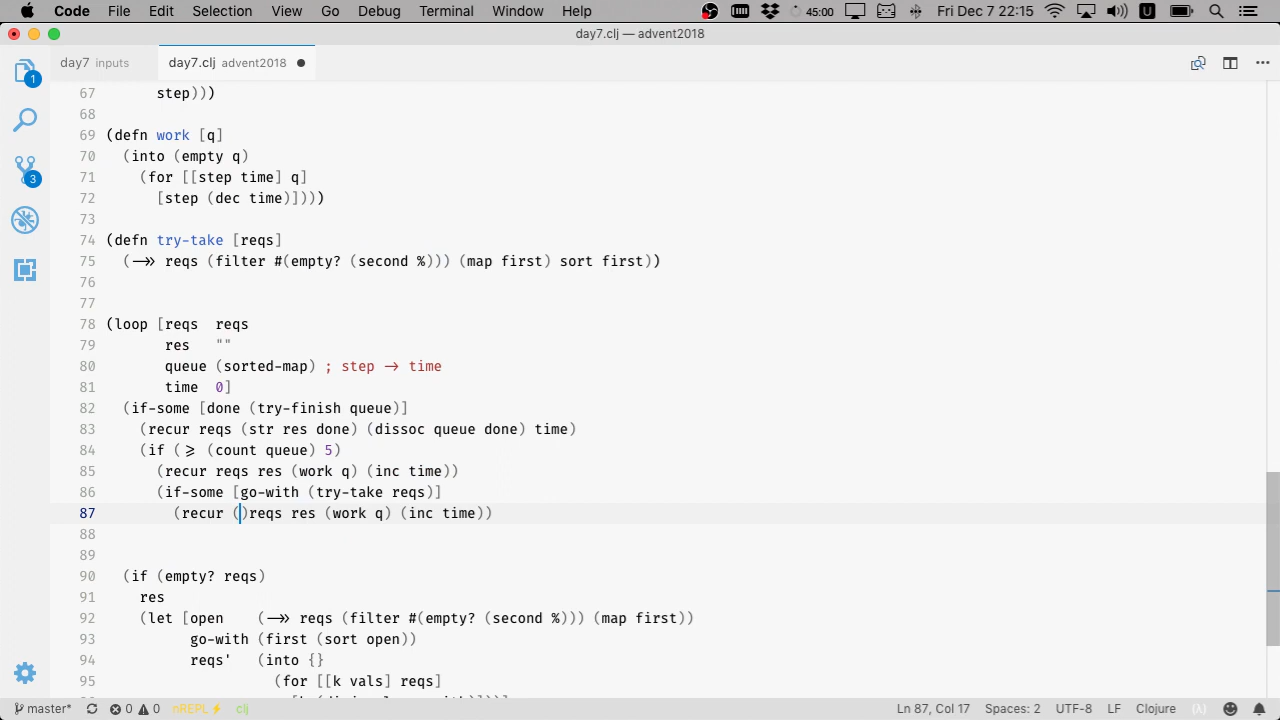 Code File Edit Selection View Go Debug Terminal Window Help 45:00 U Fri Dec 7 22:15
day7.clj — advent2018
day7 inputs day7.clj advent2018
67 step)))
68
69 (defn work [q]
70 (into (empty q)
71 (for [[step time] q]
72 [step (dec time)])))
73
74 (defn try-take [reqs]
75 (->> reqs (filter #(empty? (second %))) (map first) sort first))
76
77
78 (loop [reqs reqs
79 res ""
80 queue (sorted-map) ; step -> time
81 time 0]
82 (if-some [done (try-finish queue)]
83 (recur reqs (str res done) (dissoc queue done) time)
84 (if (>= (count queue) 5)
85 (recur reqs res (work q) (inc time))
86 (if-some [go-with (try-take reqs)]
87 (recur ()reqs res (work q) (inc time))
88
89
90 (if (empty? reqs)
91 res
92 (let [open (->> reqs (filter #(empty? (second %))) (map first))
93 go-with (first (sort open))
94 reqs' (into {}
95 (for [[k vals] reqs]
1
3
master* 0 0 nREPL clj Ln 87, Col 17 Spaces: 2 UTF-8 LF Clojure (λ)